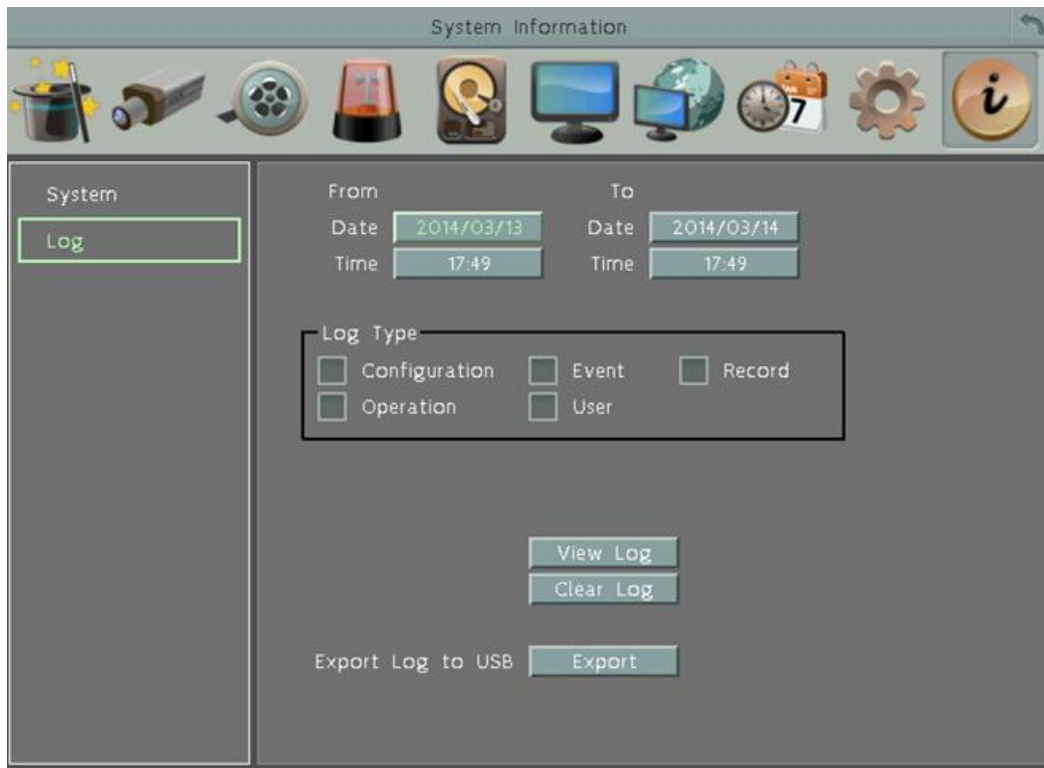 System Information
7
System
Log
From To
Date 2014/03/13 Date 2014/03/14
Time 17:49 Time 17:49
Log Type
Configuration Event Record
Operation User
View Log
Clear Log
Export Log to USB Export